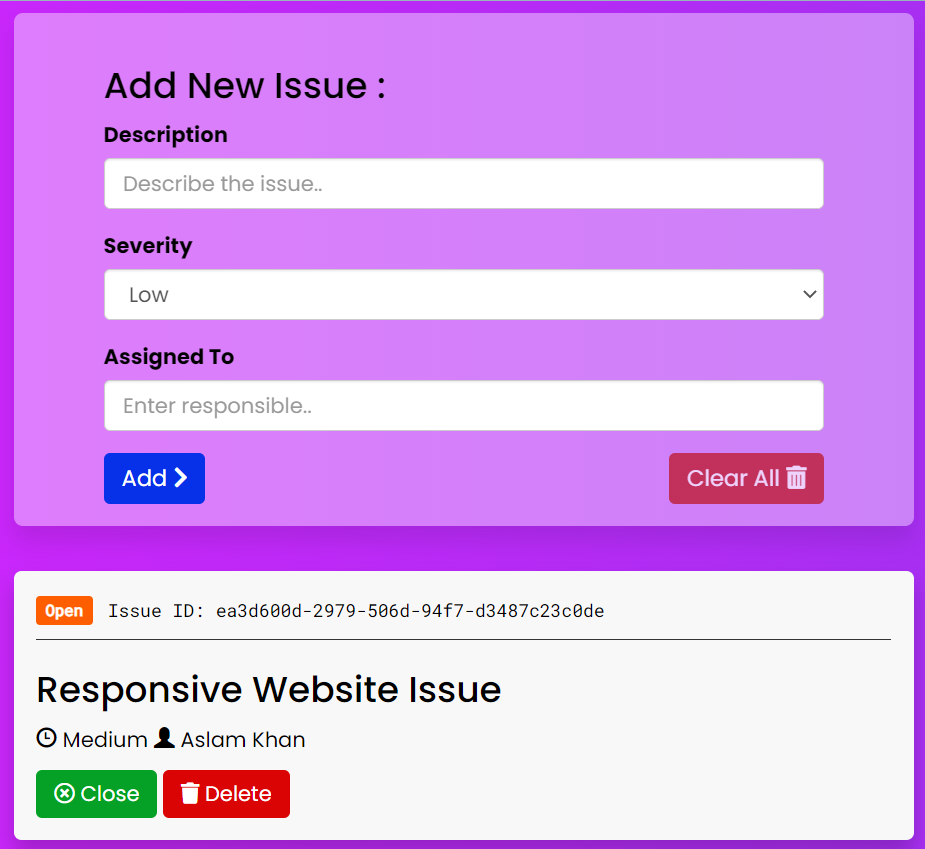 Add New Issue :
Description
Describe the issue..
Severity
Low
Assigned To
Enter responsible..
Add Clear All
Open Issue ID: ea3d600d-2979-506d-94f7-d3487c23c0de
Responsive Website Issue
Medium Aslam Khan
Close Delete